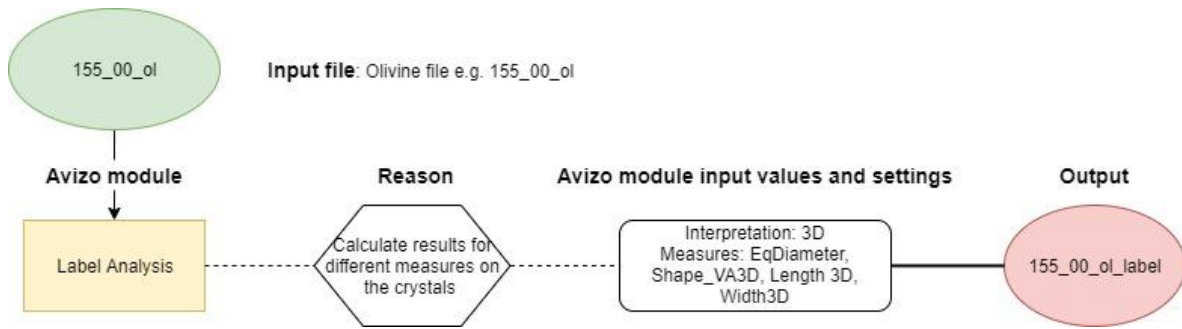 155_00_ol
Input file: Olivine file e.g. 155_00_ol
Avizo module
Reason
Avizo module input values and settings
Output
Label Analysis
Calculate results for
different measures on
the crystals
Interpretation: 3D
Measures: EqDiameter,
Shape_VA3D, Length 3D,
Width3D
155_00_ol_label